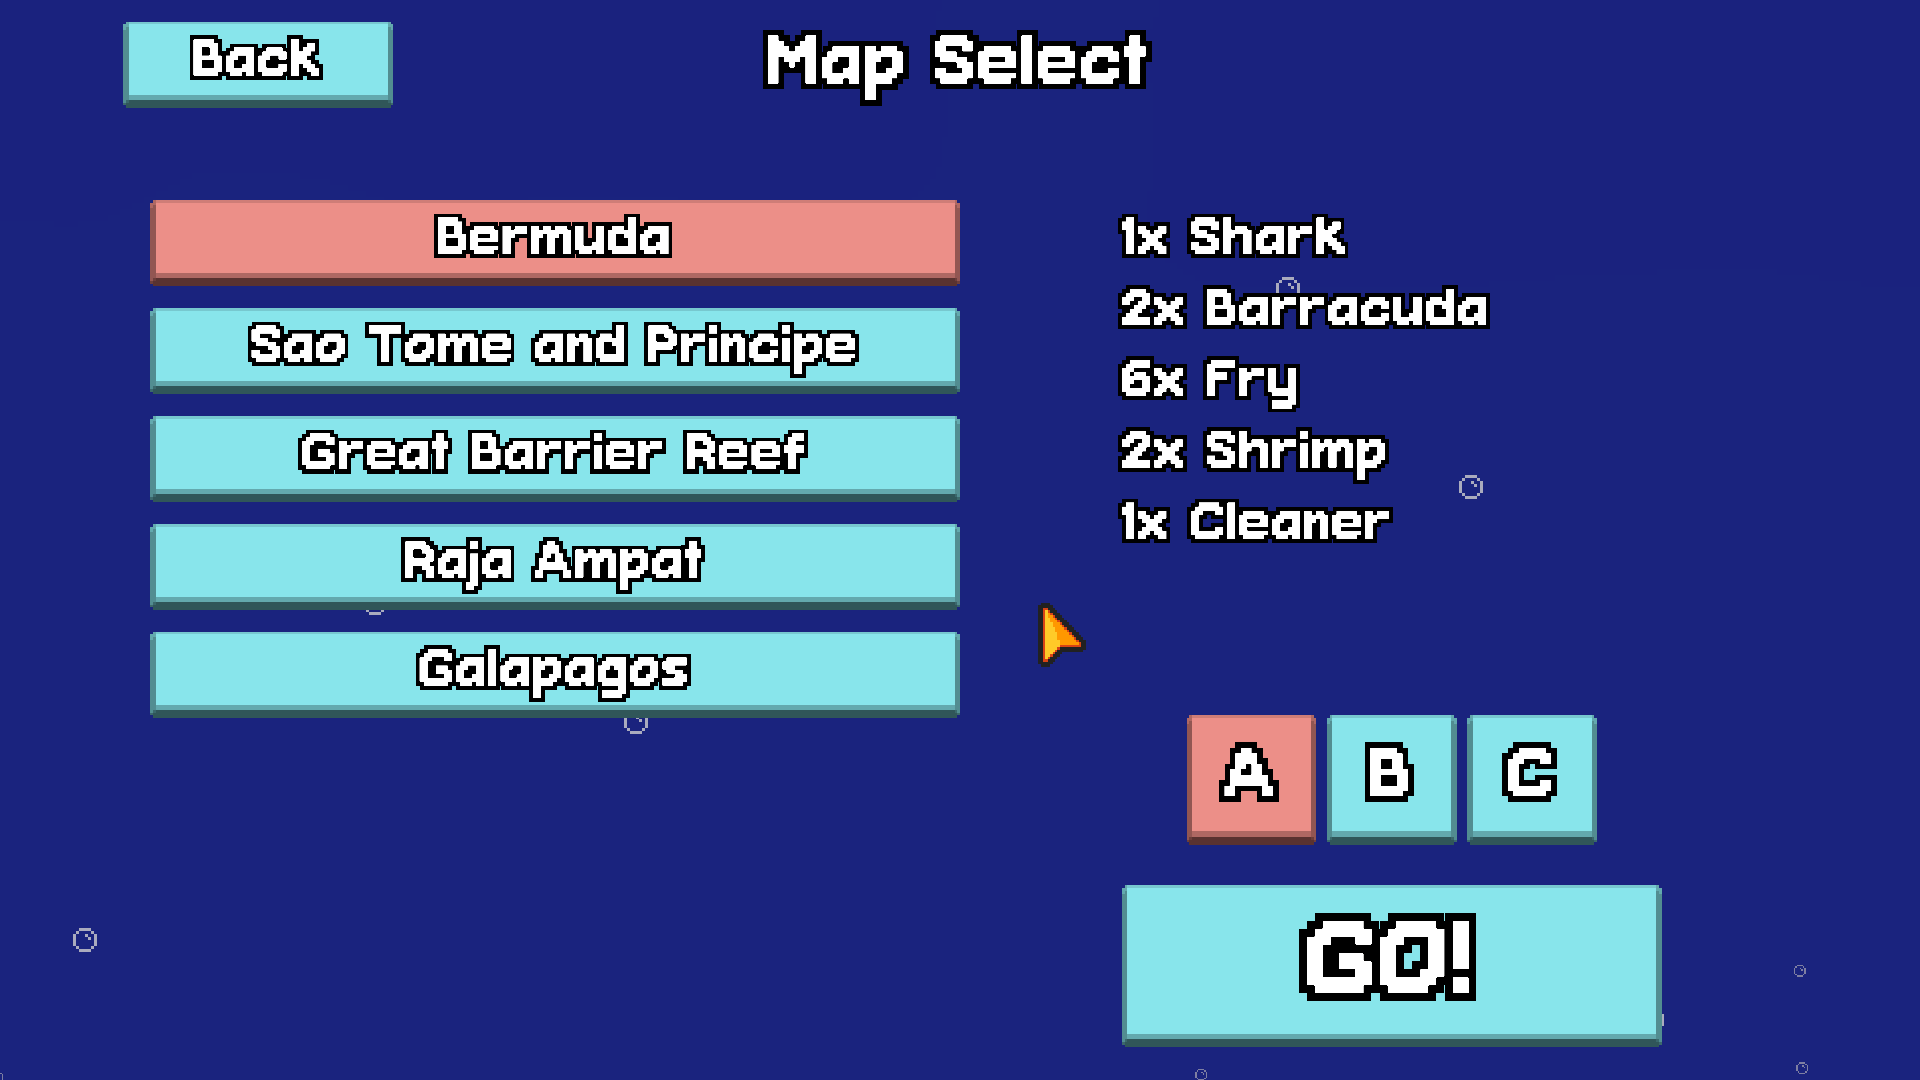 Back
Map Select
Bermuda
Sao Tome and Principe
Great Barrier Reef
Raja Ampat
Galapagos
1x Shark
2x Barracuda
6x Fry
2x Shrimp
1x Cleaner
A B C
GO!